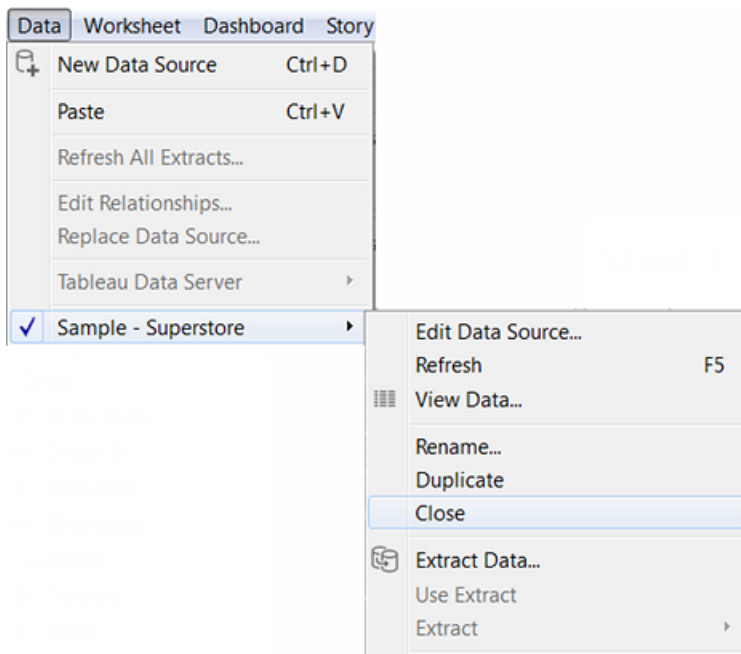 Data Worksheet Dashboard Story
New Data Source Ctrl+D
Paste Ctrl+V
Refresh All Extracts...
Edit Relationships...
Replace Data Source...
Tableau Data Server
Sample - Superstore
Edit Data Source...
Refresh F5
View Data...
Rename...
Duplicate
Close
Extract Data...
Use Extract
Extract